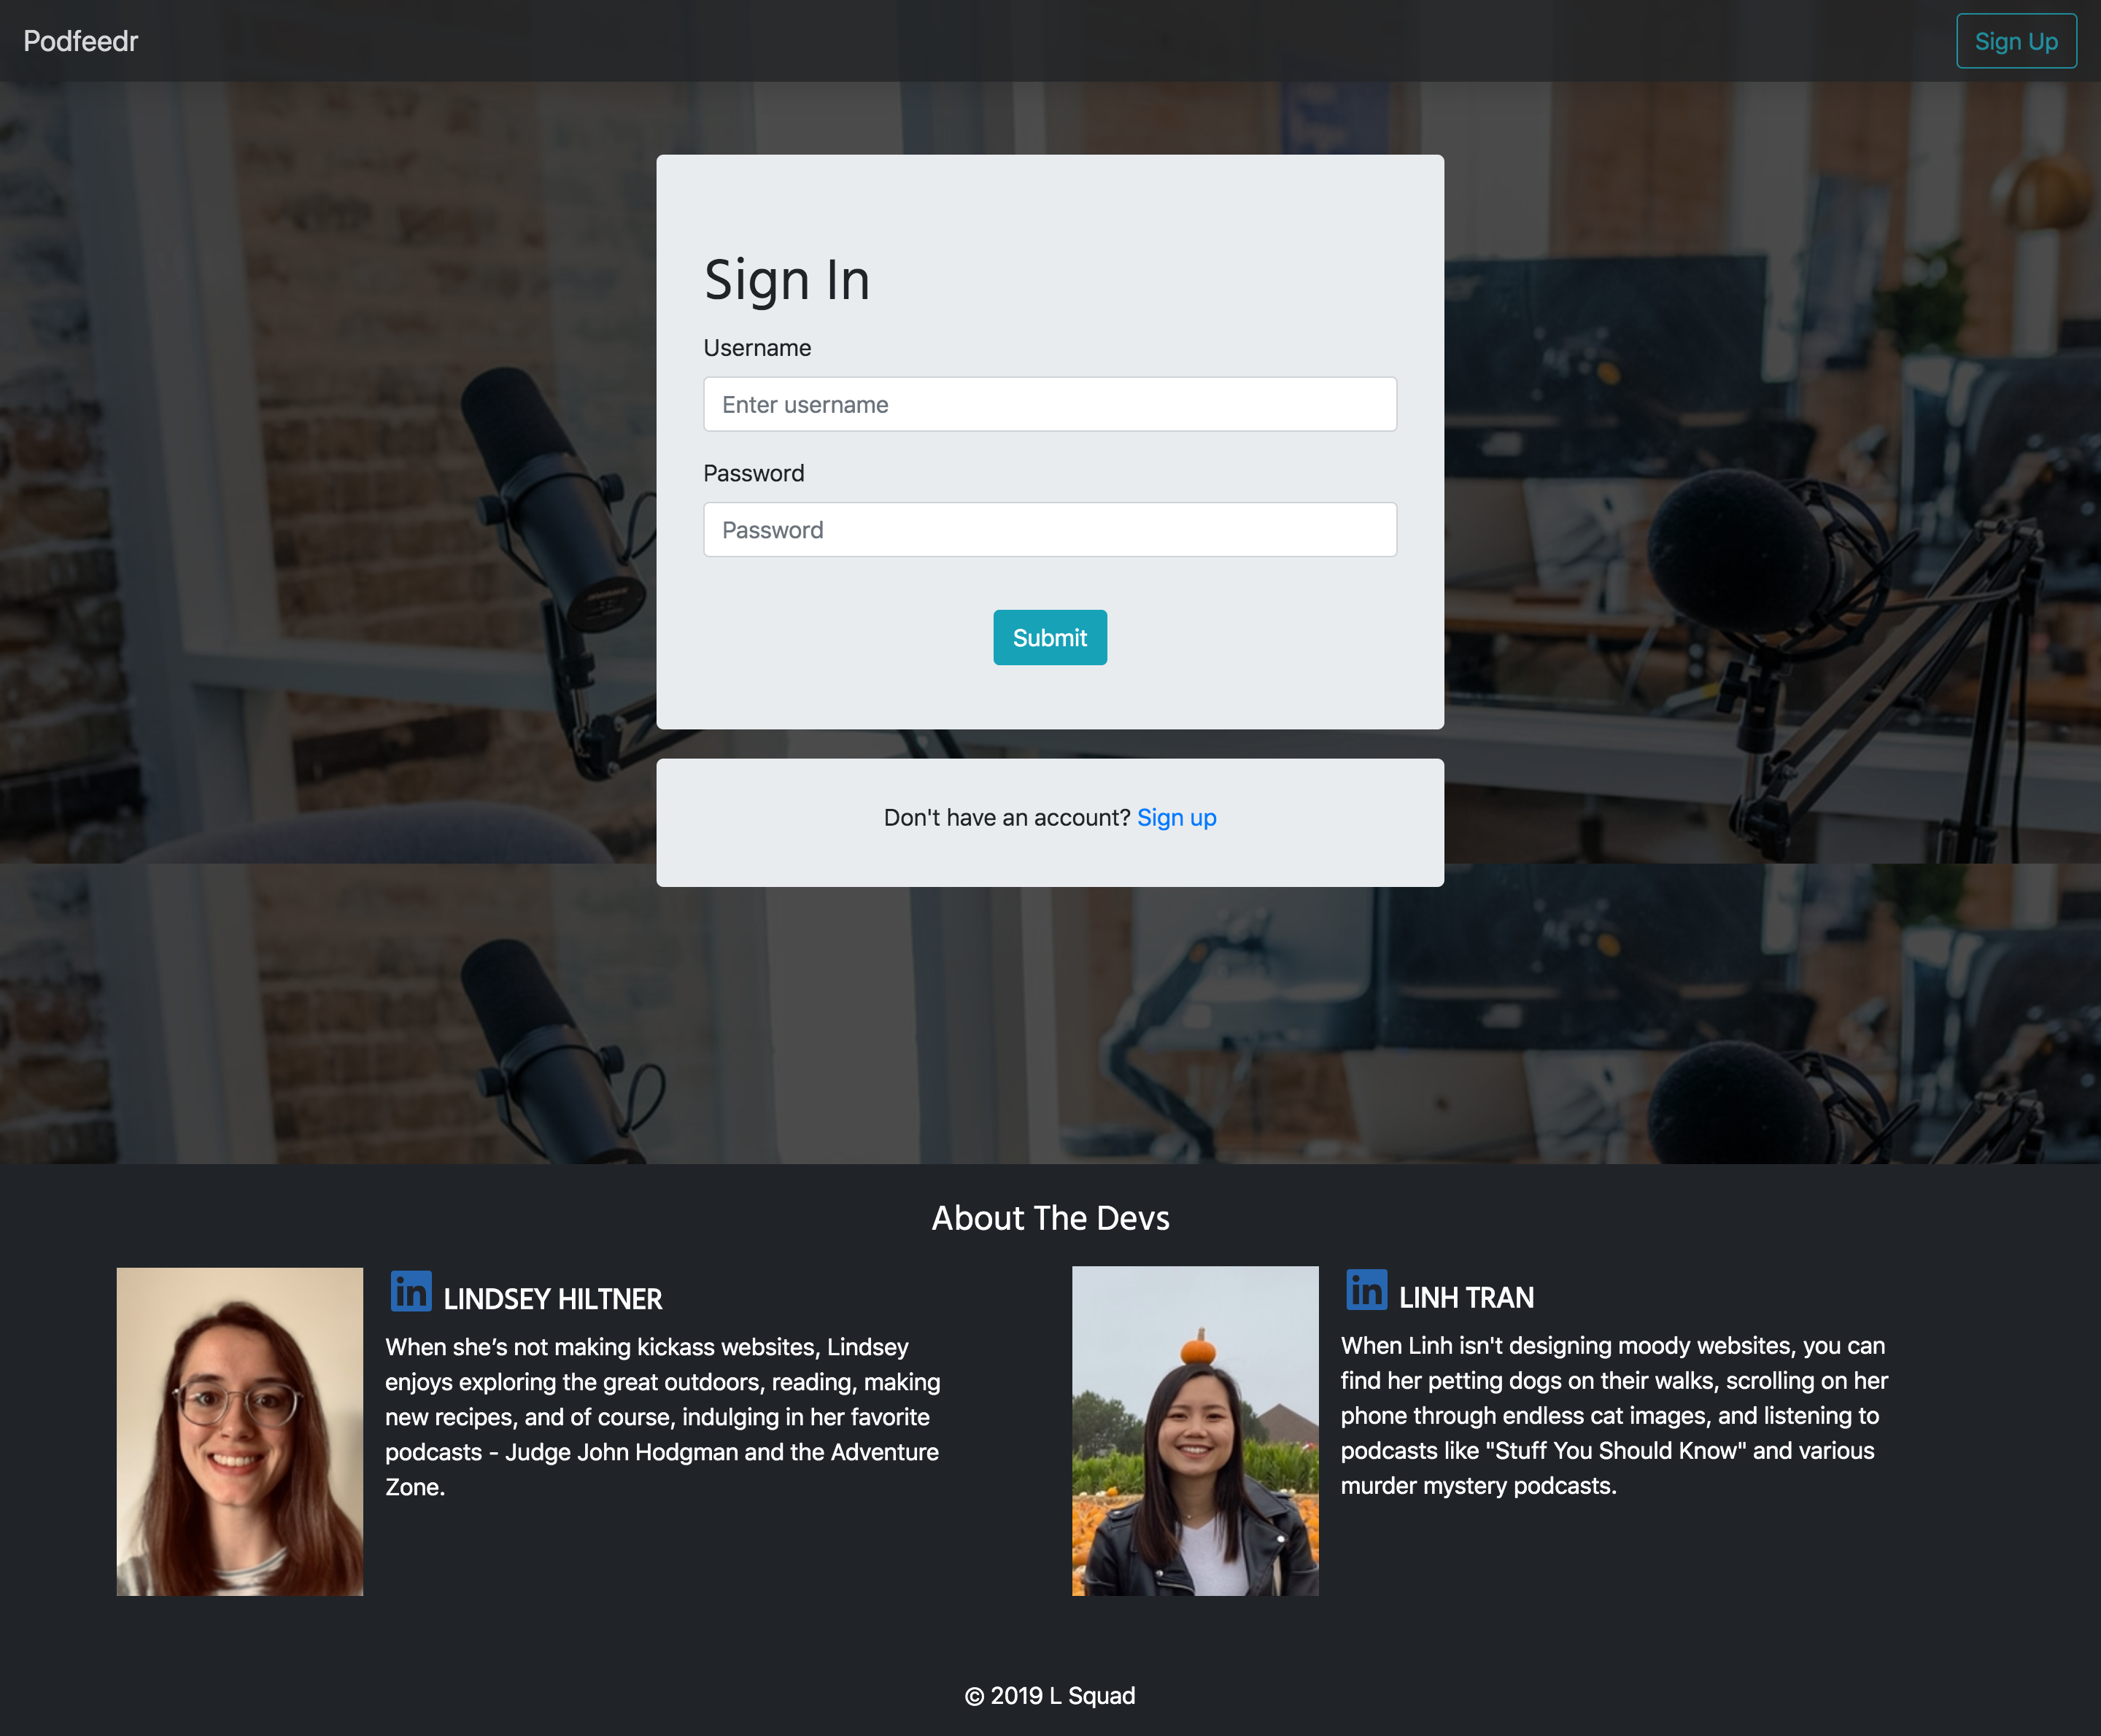 Podfeedr
Sign Up
Sign In
Username
Enter username
Password
Password
Submit
Don't have an account? Sign up
About The Devs
in LINDSEY HILTNER
When she’s not making kickass websites, Lindsey
enjoys exploring the great outdoors, reading, making
new recipes, and of course, indulging in her favorite
podcasts - Judge John Hodgman and the Adventure
Zone.
in LINH TRAN
When Linh isn't designing moody websites, you can
find her petting dogs on their walks, scrolling on her
phone through endless cat images, and listening to
podcasts like "Stuff You Should Know" and various
murder mystery podcasts.
© 2019 L Squad